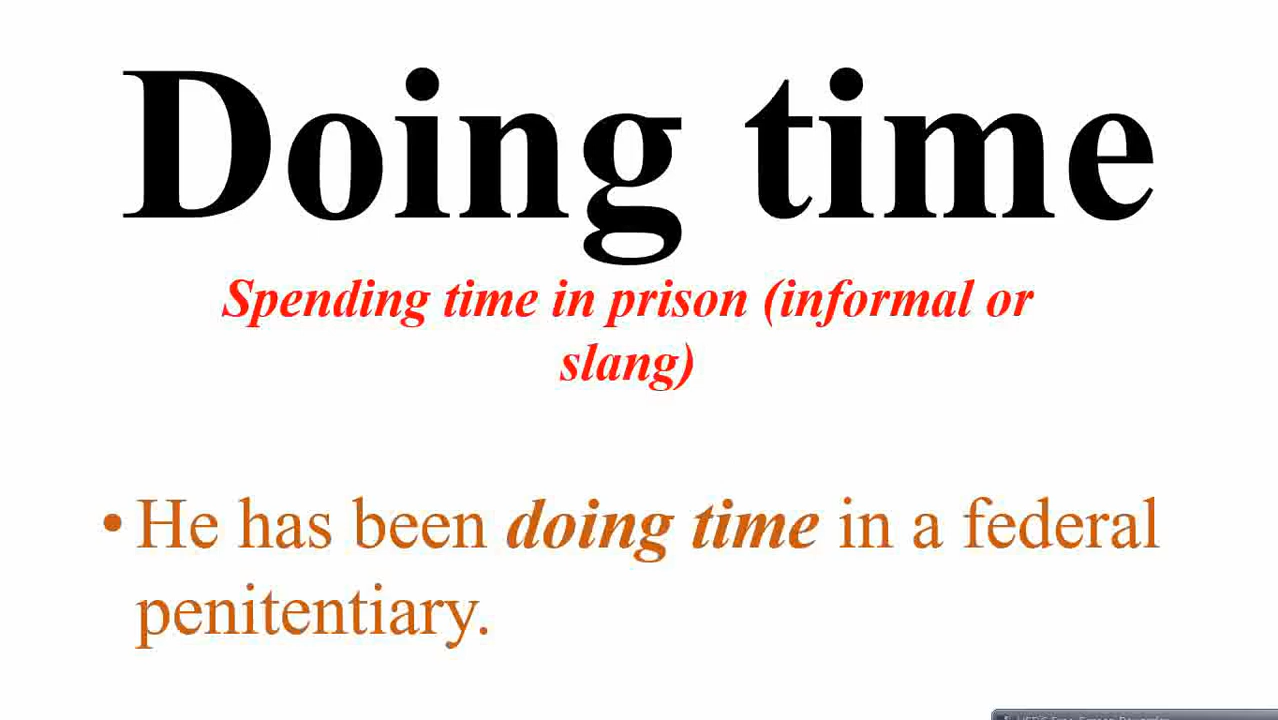 Doing time
Spending time in prison (informal or
slang)
• He has been doing time in a federal
penitentiary.